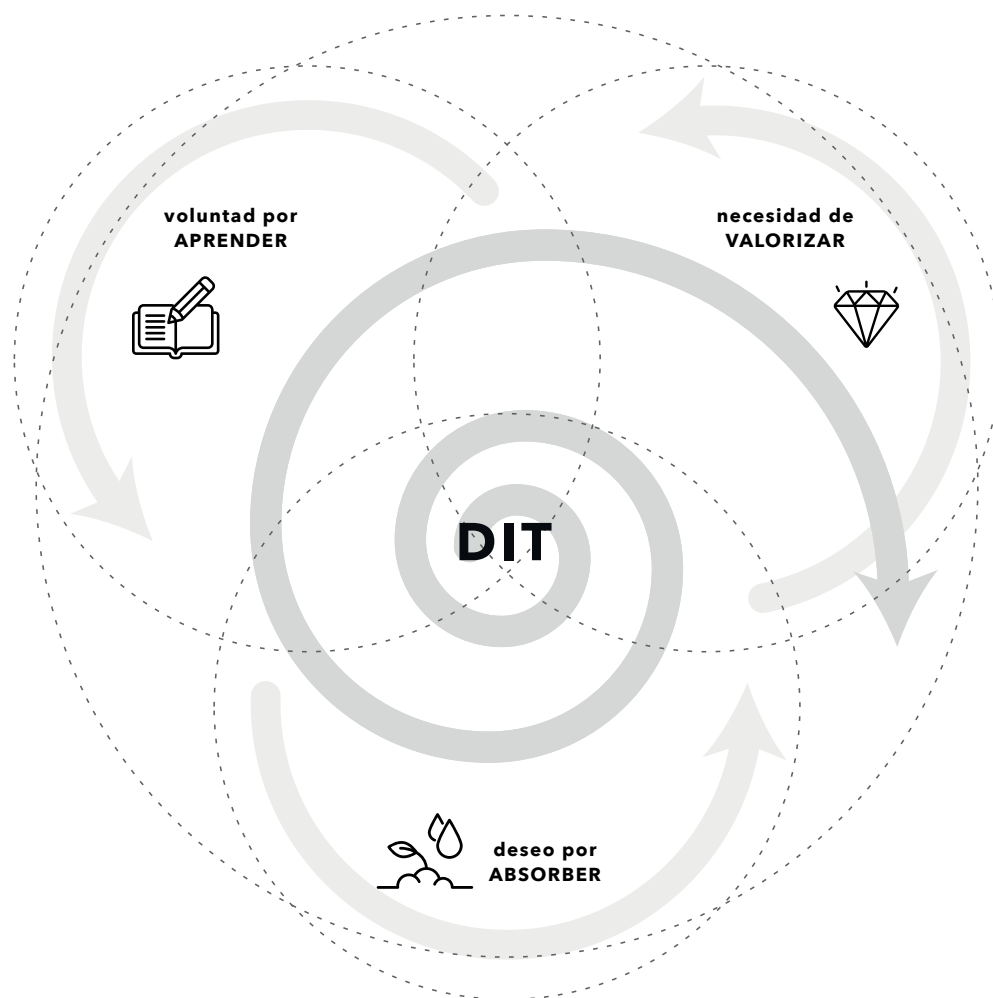 voluntad por
APRENDER
necesidad de
VALORIZAR
DIT
deseo por
ABSORBER